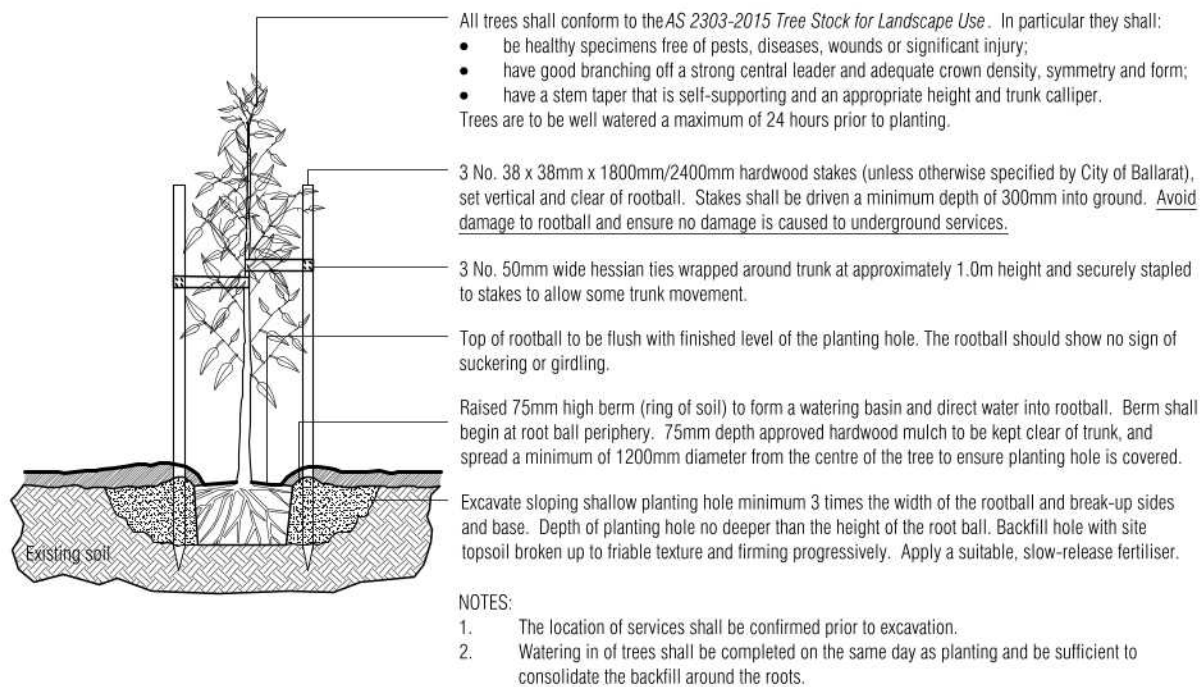 All trees shall conform to the AS 2303-2015 Tree Stock for Landscape Use. In particular they shall:
● be healthy specimens free of pests, diseases, wounds or significant injury;
● have good branching off a strong central leader and adequate crown density, symmetry and form;
● have a stem taper that is self-supporting and an appropriate height and trunk calliper.
Trees are to be well watered a maximum of 24 hours prior to planting.
3 No. 38 x 38mm x 1800mm/2400mm hardwood stakes (unless otherwise specified by City of Ballarat),
set vertical and clear of rootball. Stakes shall be driven a minimum depth of 300mm into ground. Avoid
damage to rootball and ensure no damage is caused to underground services.
3 No. 50mm wide hessian ties wrapped around trunk at approximately 1.0m height and securely stapled
to stakes to allow some trunk movement.
Top of rootball to be flush with finished level of the planting hole. The rootball should show no sign of
suckering or girdling.
Raised 75mm high berm (ring of soil) to form a watering basin and direct water into rootball. Berm shall
begin at root ball periphery. 75mm depth approved hardwood mulch to be kept clear of trunk, and
spread a minimum of 1200mm diameter from the centre of the tree to ensure planting hole is covered.
Excavate sloping shallow planting hole minimum 3 times the width of the rootball and break-up sides
and base. Depth of planting hole no deeper than the height of the root ball. Backfill hole with site
topsoil broken up to friable texture and firming progressively. Apply a suitable, slow-release fertiliser.
Existing soil
NOTES:
1. The location of services shall be confirmed prior to excavation.
2. Watering in of trees shall be completed on the same day as planting and be sufficient to
consolidate the backfill around the roots.